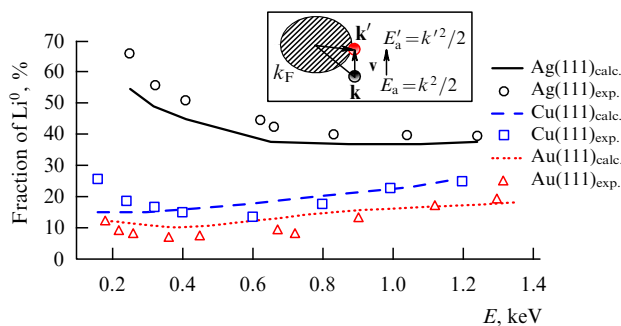 Fraction of Li⁰, %
70
60
50
40
30
20
10
0
0.2
0.4
0.6
0.8
1.0
1.2
1.4
E, keV
k_F
k′
k
v
E′ₐ = k′²/2
Eₐ = k²/2
Ag(111)calc.
Ag(111)exp.
Cu(111)calc.
Cu(111)exp.
Au(111)calc.
Au(111)exp.